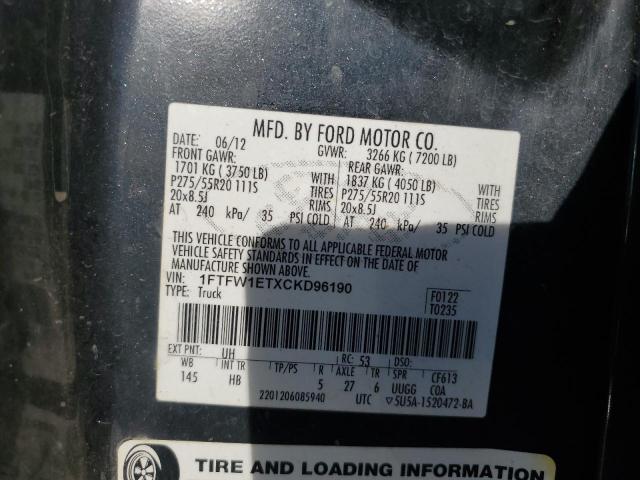 MFD. BY FORD MOTOR CO.
DATE: 06/12 GVWR: 3266 KG ( 7200 LB)
FRONT GAWR: REAR GAWR:
1701 KG ( 3750 LB) WITH 1837 KG ( 4050 LB) WITH
P275/55R20 111S TIRES P275/55R20 111S TIRES
20x8.5J RIMS 20x8.5J RIMS
AT 240 kPa/ 35 PSI COLD AT 240 kPa/ 35 PSI COLD
THIS VEHICLE CONFORMS TO ALL APPLICABLE FEDERAL MOTOR
VEHICLE SAFETY STANDARDS IN EFFECT ON THE DATE OF
MANUFACTURE SHOWN ABOVE.
VIN: 1FTFW1ETXCKD96190 F0122
TYPE: Truck T0235
EXT PNT: UH RC: 53 DSO:
WB INT TR TP/PS R AXLE TR SPR CF613
145 HB 5 27 6 UUGG COA
2201206085940 UTC ▽5U5A-1520472-BA
TIRE AND LOADING INFORMATION